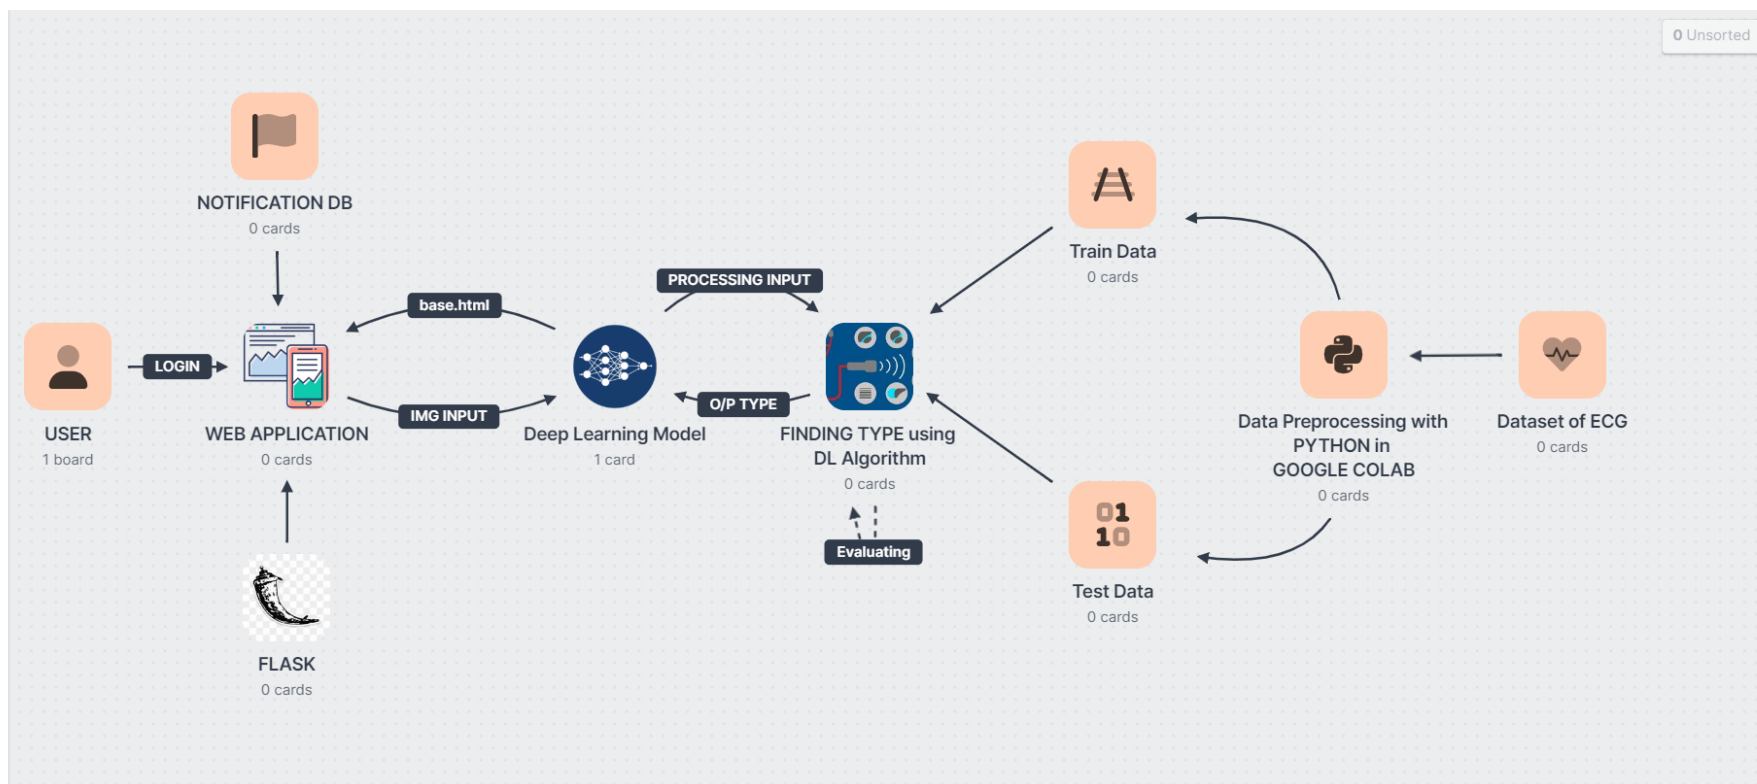 0 Unsorted
NOTIFICATION DB
0 cards
Train Data
0 cards
PROCESSING INPUT
base.html
LOGIN
IMG INPUT
O/P TYPE
USER
1 board
WEB APPLICATION
0 cards
Deep Learning Model
1 card
FINDING TYPE using
DL Algorithm
0 cards
Data Preprocessing with
PYTHON in
GOOGLE COLAB
0 cards
Dataset of ECG
0 cards
Evaluating
01
10
Test Data
0 cards
FLASK
0 cards